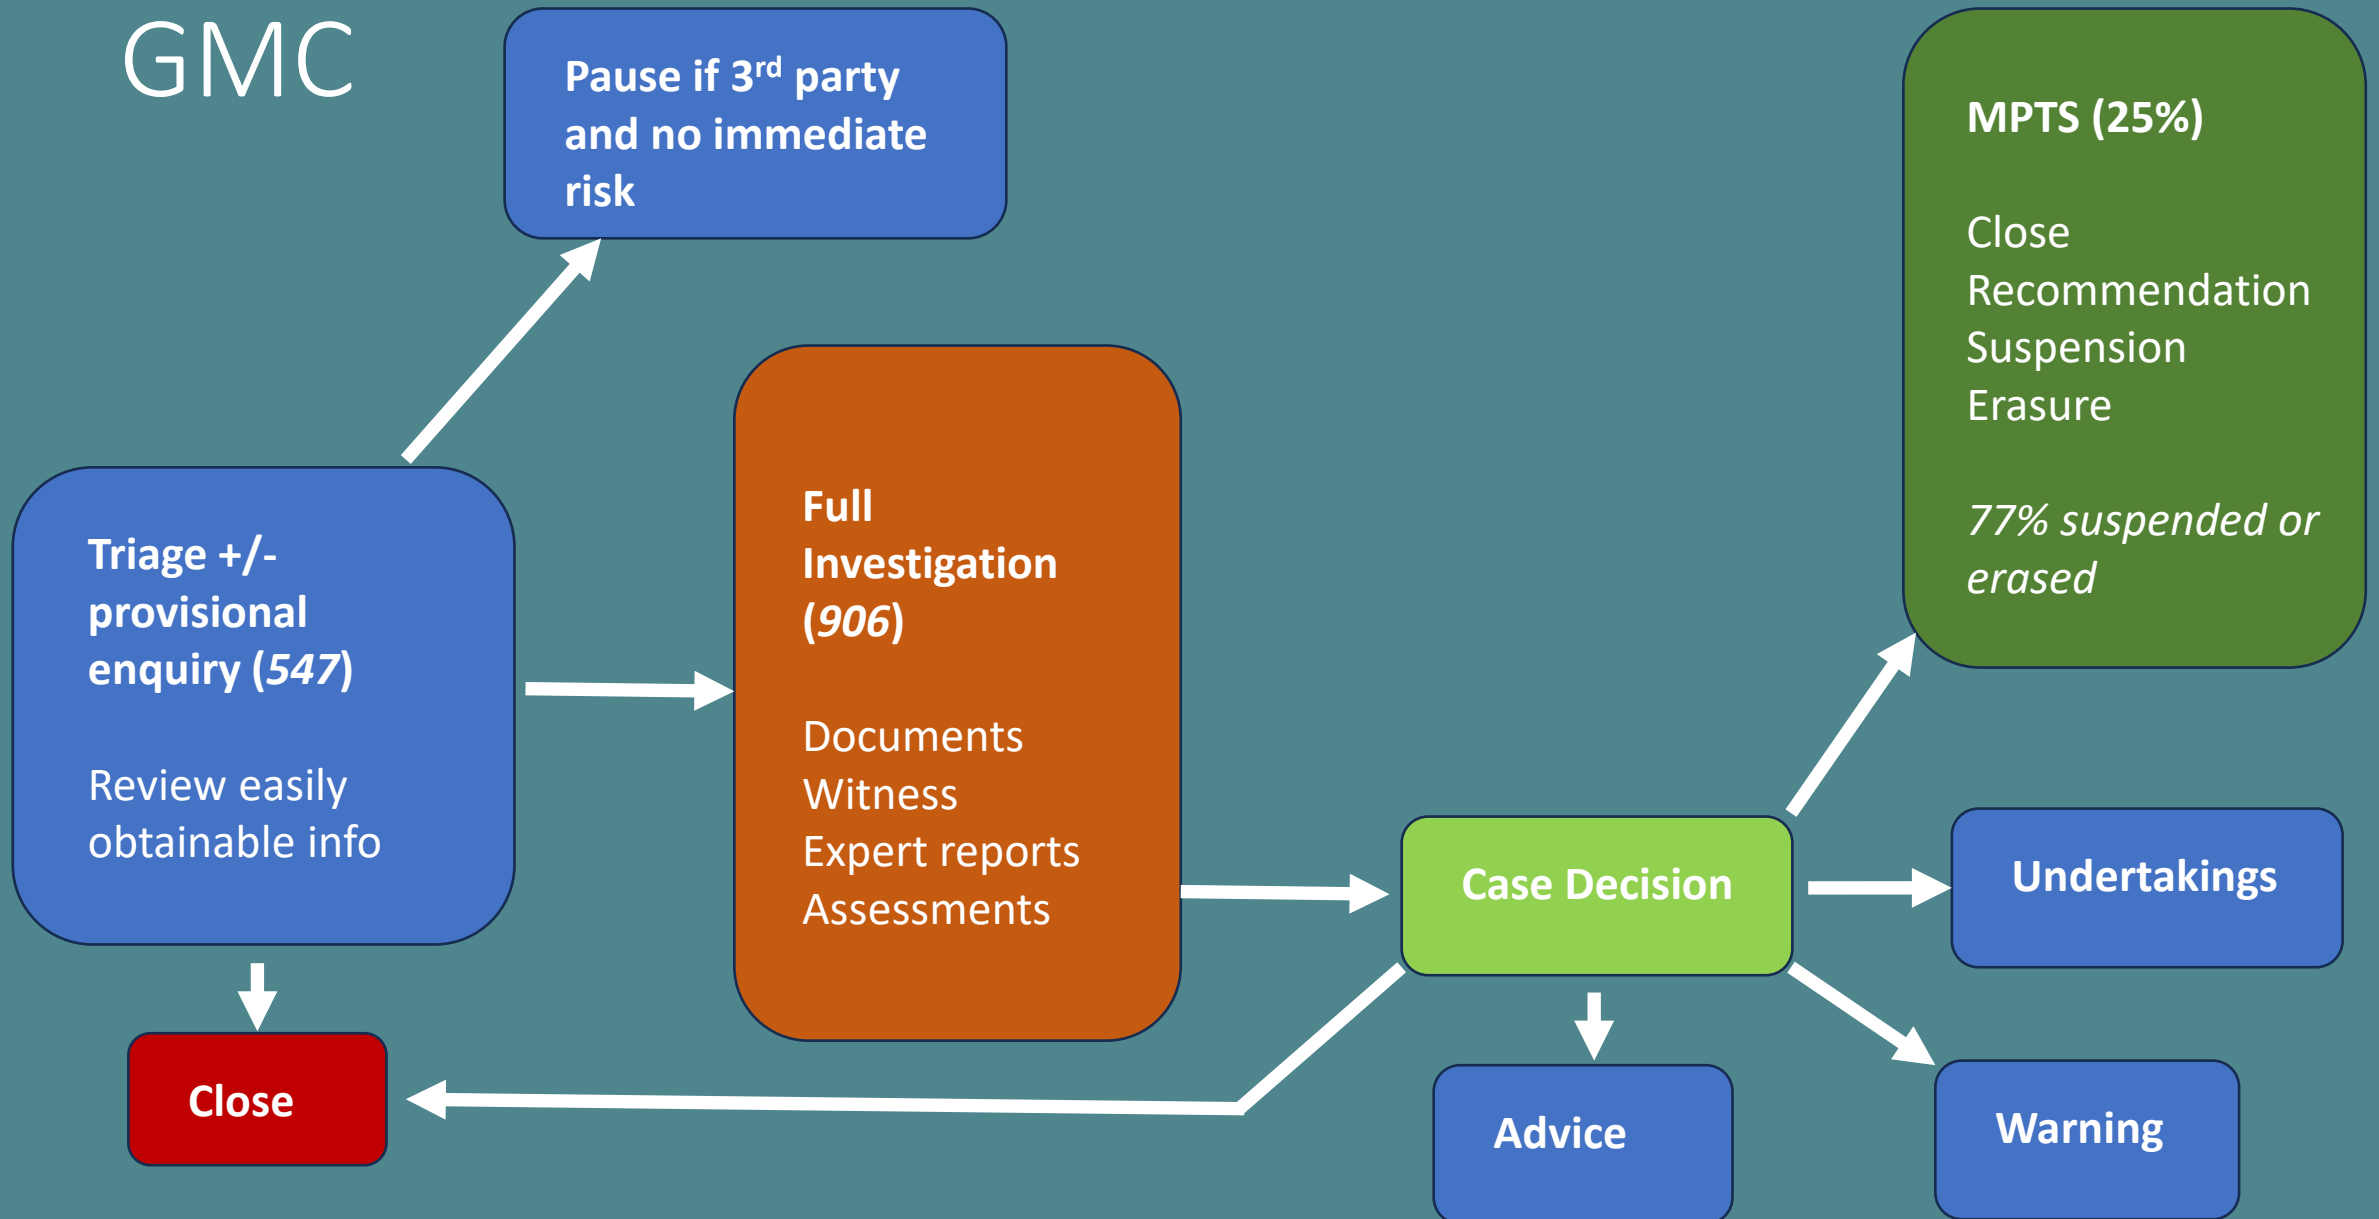 GMC
Pause if 3rd party
and no immediate
risk
MPTS (25%)
Close
Recommendation
Suspension
Erasure
77% suspended or
erased
Triage +/-
provisional
enquiry (547)
Review easily
obtainable info
Full
Investigation
(906)
Documents
Witness
Expert reports
Assessments
Case Decision
Undertakings
Close
Advice
Warning